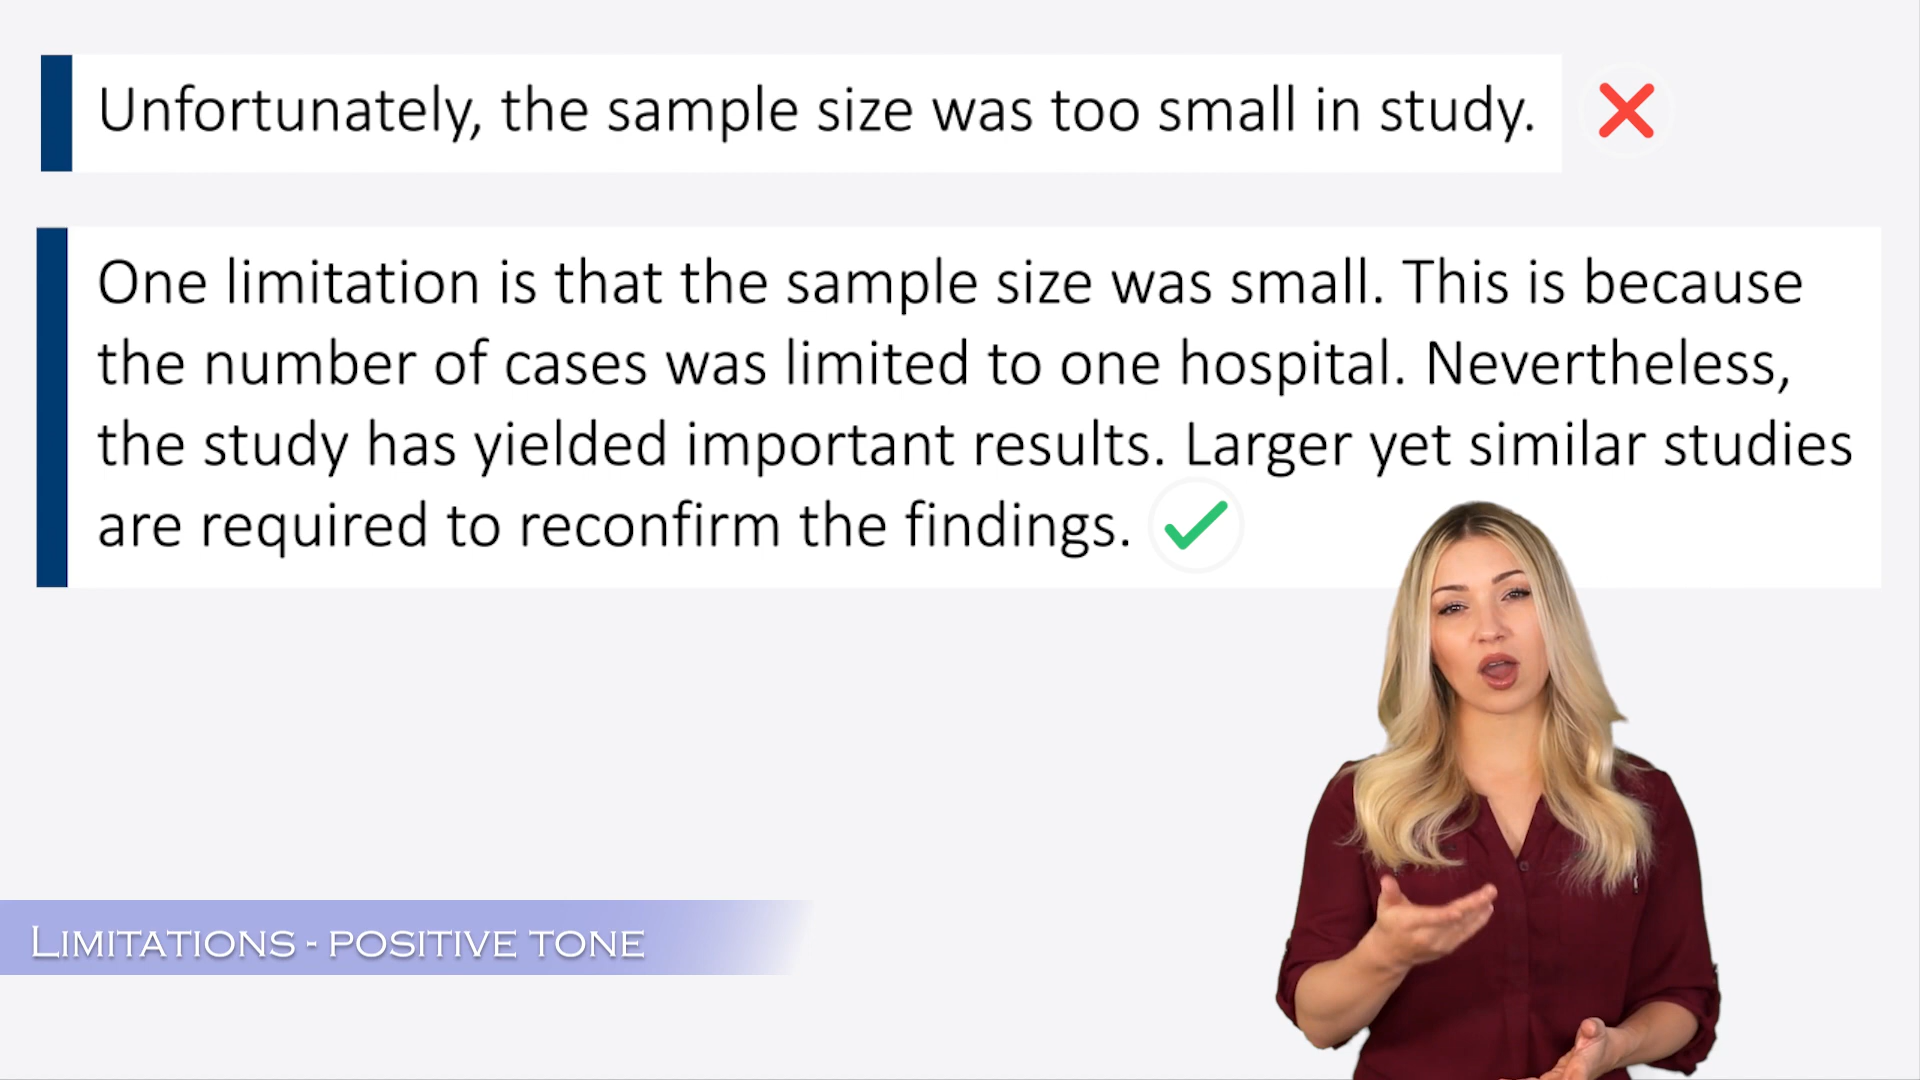 Unfortunately, the sample size was too small in study.
One limitation is that the sample size was small. This is because
the number of cases was limited to one hospital. Nevertheless,
the study has yielded important results. Larger yet similar studies
are required to reconfirm the findings.
LIMITATIONS - POSITIVE TONE